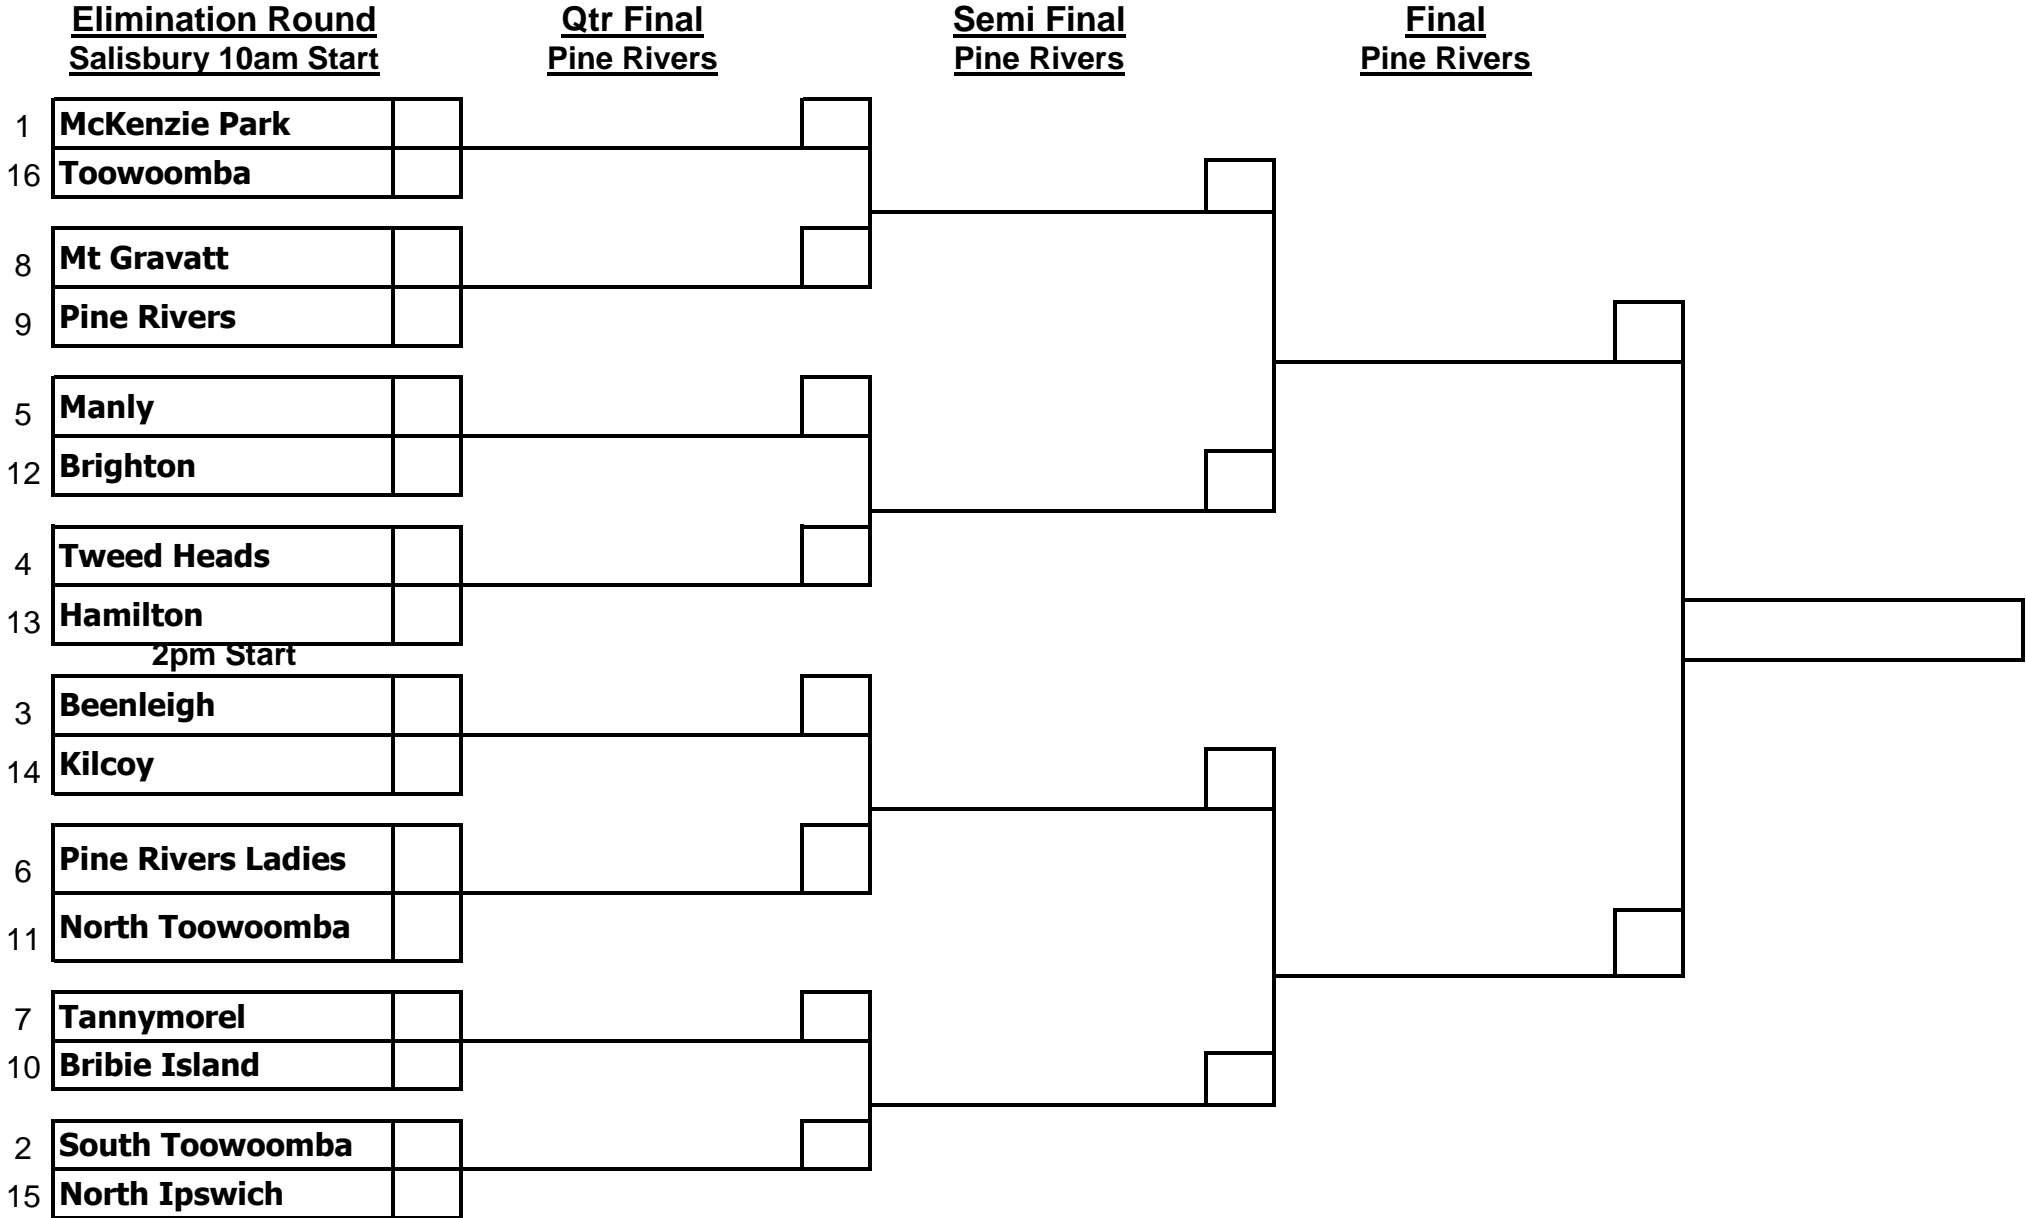 Elimination Round Qtr Final Semi Final Final
Salisbury 10am Start Pine Rivers Pine Rivers Pine Rivers
1 McKenzie Park
16 Toowoomba
8 Mt Gravatt
9 Pine Rivers
5 Manly
12 Brighton
4 Tweed Heads
13 Hamilton
2pm Start
3 Beenleigh
14 Kilcoy
6 Pine Rivers Ladies
11 North Toowoomba
7 Tannymorel
10 Bribie Island
2 South Toowoomba
15 North Ipswich